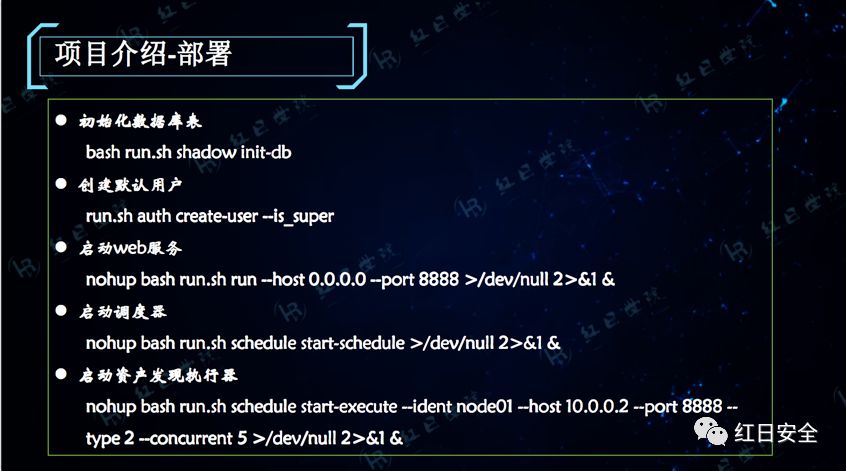 项目介绍-部署
初始化数据库表
bash run.sh shadow init-db
创建默认用户
run.sh auth create-user --is_super
启动web服务
nohup bash run.sh run --host 0.0.0.0 --port 8888 >/dev/null 2>&1 &
启动调度器
nohup bash run.sh schedule start-schedule >/dev/null 2>&1 &
启动资产发现执行器
nohup bash run.sh schedule start-execute --ident node01 --host 10.0.0.2 --port 8888 --
type 2 --concurrent 5 >/dev/null 2>&1 &
红日安全